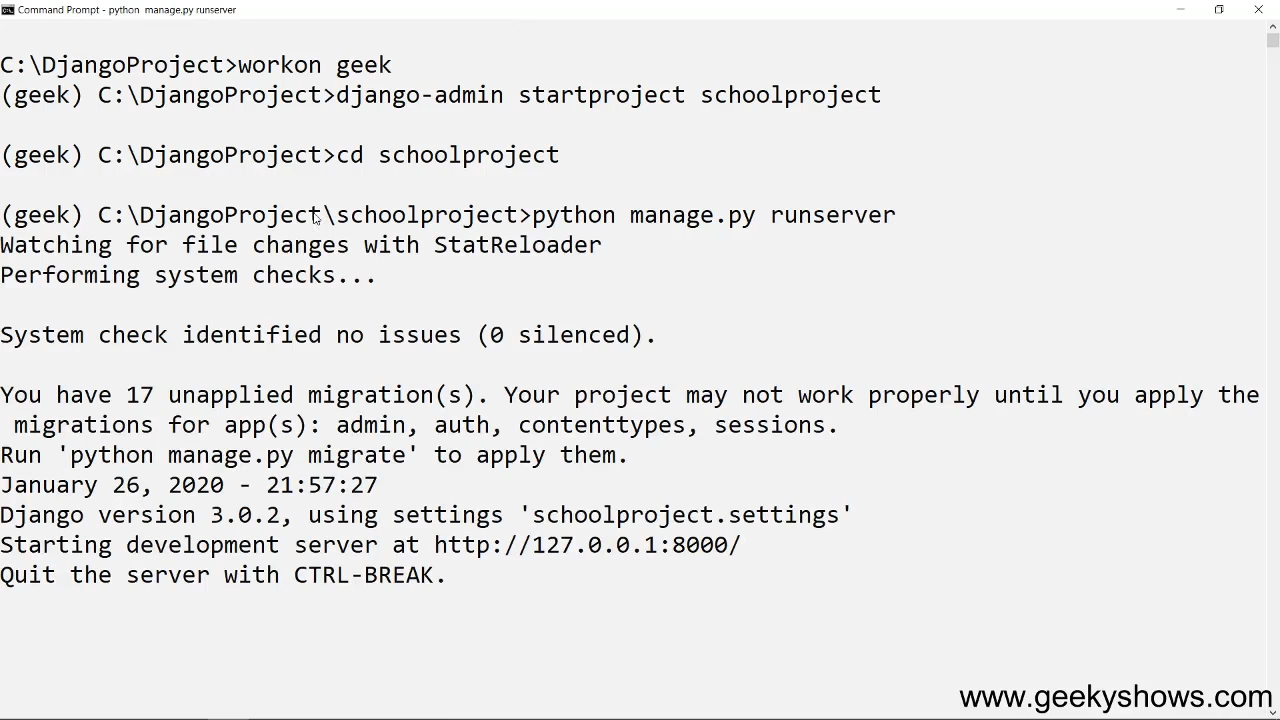 Command Prompt - python manage.py runserver
C:\DjangoProject>workon geek
(geek) C:\DjangoProject>django-admin startproject schoolproject
(geek) C:\DjangoProject>cd schoolproject
(geek) C:\DjangoProject\schoolproject>python manage.py runserver
Watching for file changes with StatReloader
Performing system checks...
System check identified no issues (0 silenced).
You have 17 unapplied migration(s). Your project may not work properly until you apply the
migrations for app(s): admin, auth, contenttypes, sessions.
Run 'python manage.py migrate' to apply them.
January 26, 2020 - 21:57:27
Django version 3.0.2, using settings 'schoolproject.settings'
Starting development server at http://127.0.0.1:8000/
Quit the server with CTRL-BREAK.
www.geekyshows.com